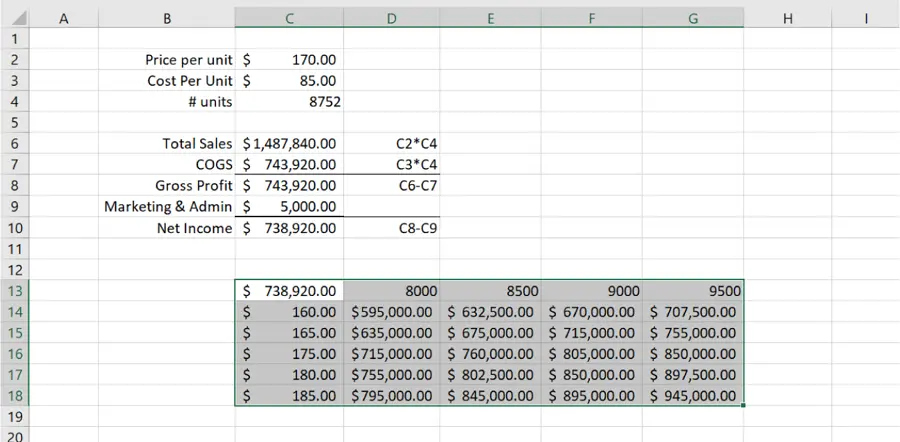 A B C D E F G H I
1
2 Price per unit $ 170.00
3 Cost Per Unit $ 85.00
4 # units 8752
5
6 Total Sales $1,487,840.00 C2*C4
7 COGS $ 743,920.00 C3*C4
8 Gross Profit $ 743,920.00 C6-C7
9 Marketing & Admin $ 5,000.00
10 Net Income $ 738,920.00 C8-C9
11
12
13 $ 738,920.00 8000 8500 9000 9500
14 $ 160.00 $595,000.00 $ 632,500.00 $ 670,000.00 $ 707,500.00
15 $ 165.00 $635,000.00 $ 675,000.00 $ 715,000.00 $ 755,000.00
16 $ 175.00 $715,000.00 $ 760,000.00 $ 805,000.00 $ 850,000.00
17 $ 180.00 $755,000.00 $ 802,500.00 $ 850,000.00 $ 897,500.00
18 $ 185.00 $795,000.00 $ 845,000.00 $ 895,000.00 $ 945,000.00
19
20